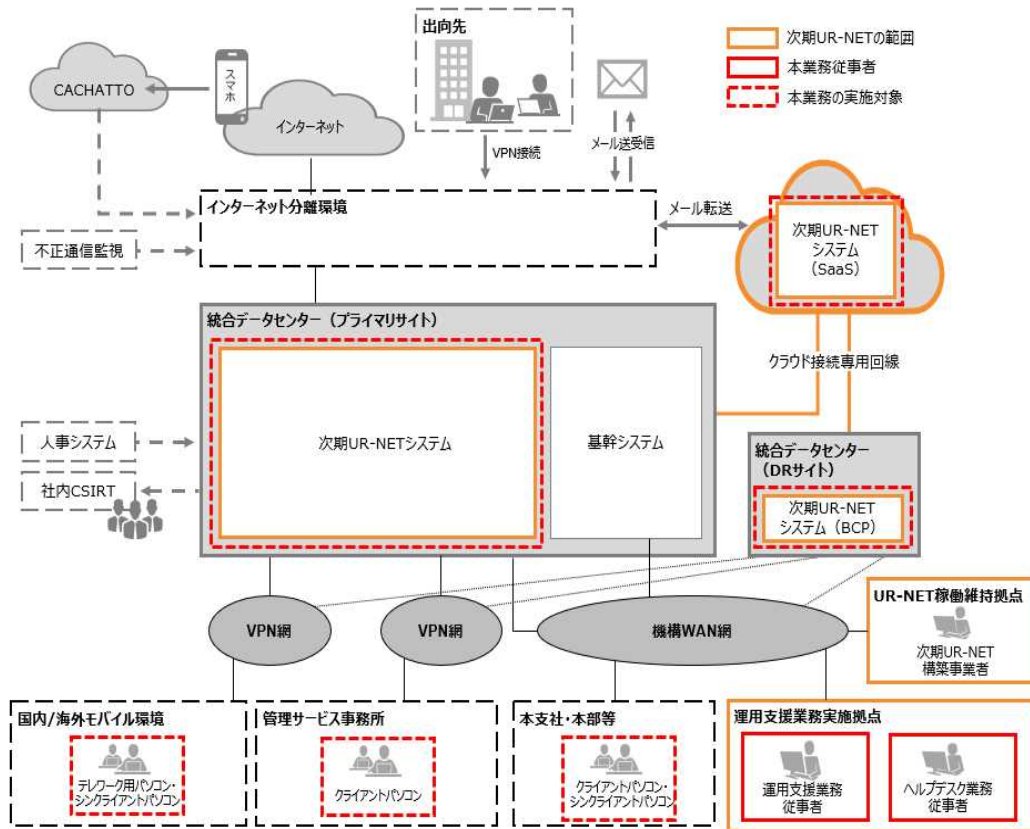 出向先
次期UR-NETの範囲
本業務従事者
本業務の実施対象
CACHATTO
スマホ
インターネット
VPN接続
メール送受信
インターネット分離環境
メール転送
不正通信監視
次期UR-NET
システム
（SaaS）
統合データセンター（プライマリサイト）
クラウド接続専用回線
次期UR-NETシステム
基幹システム
人事システム
社内CSIRT
統合データセンター
（DRサイト）
次期UR-NET
システム（BCP）
VPN網
VPN網
機構WAN網
UR-NET稼働維持拠点
次期UR-NET
構築事業者
国内/海外モバイル環境
テレワーク用パソコン・
シンクライアントパソコン
管理サービス事務所
クライアントパソコン
本支社・本部等
クライアントパソコン・
シンクライアントパソコン
運用支援業務実施拠点
運用支援業務
従事者
ヘルプデスク業務
従事者